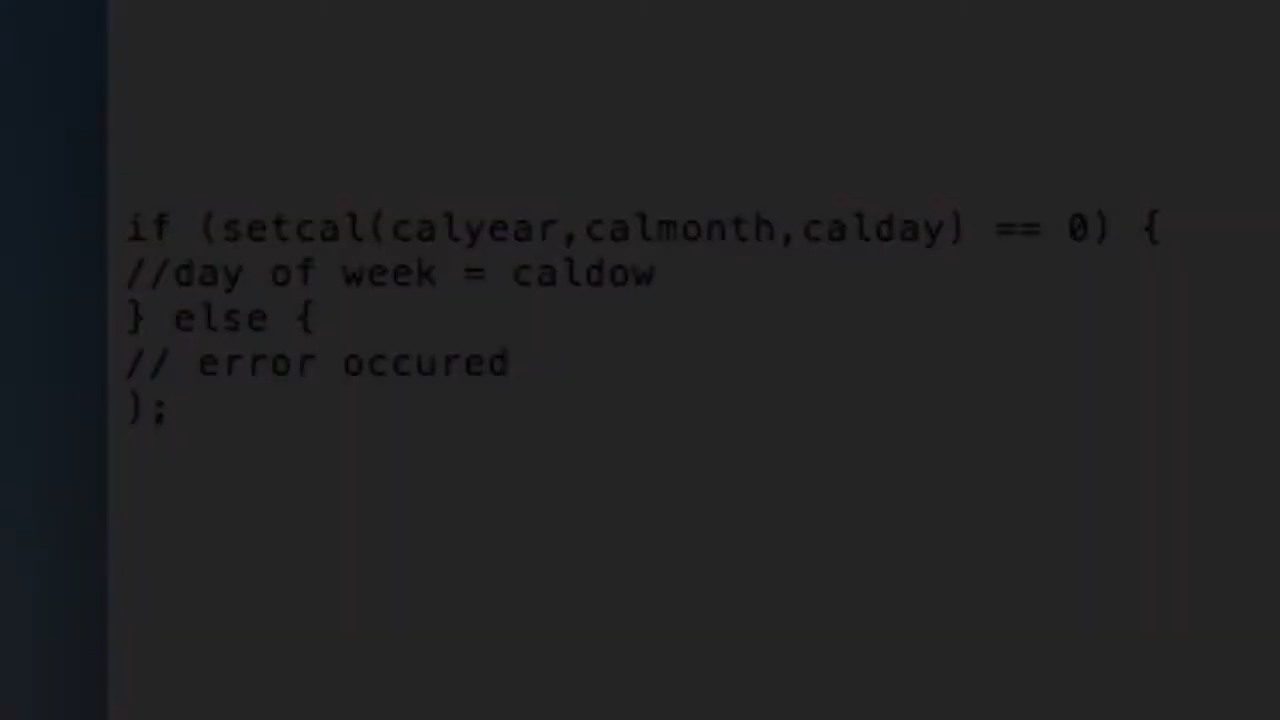 if (setcal(calyear,calmonth,calday) == 0) {
//day of week = caldow
} else {
// error occured
);